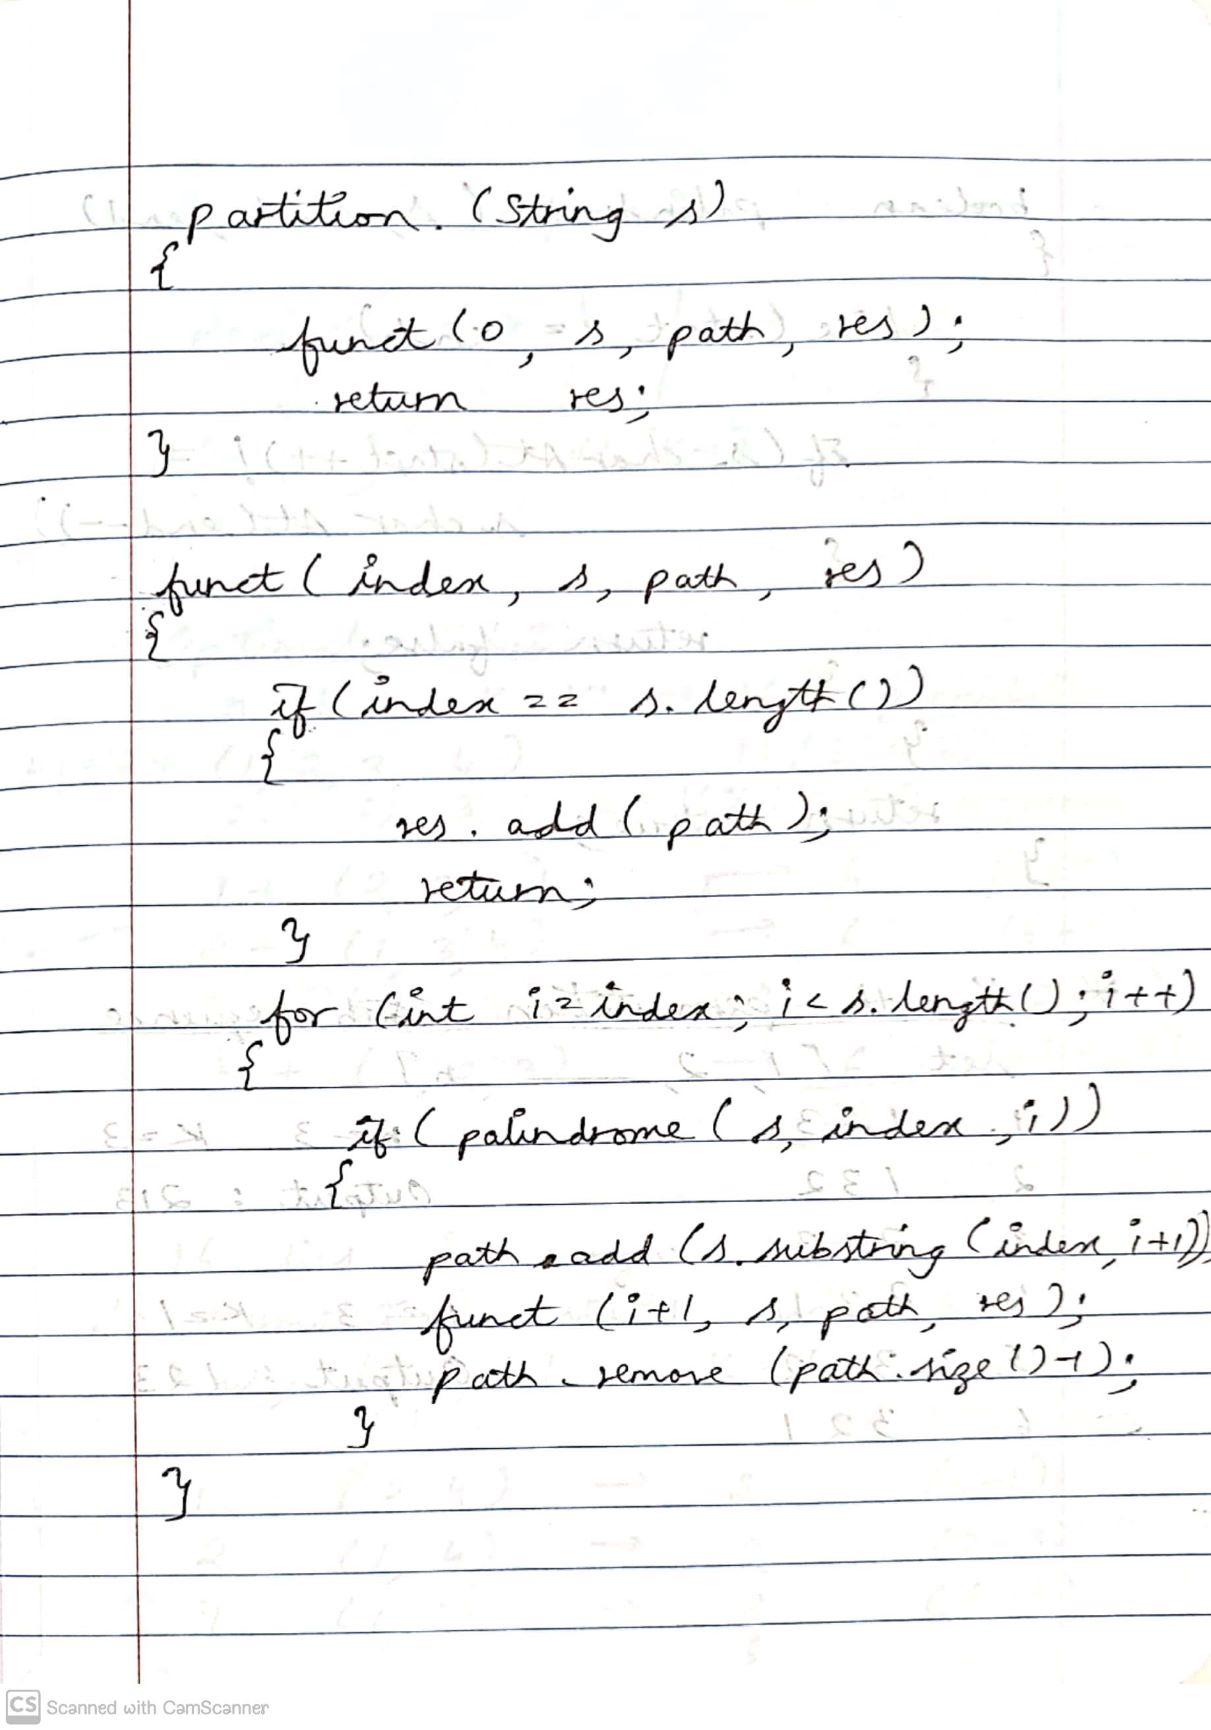 partition. (String s)
{
funct (0, s, path, res);
return res;
}
funct ( index, s, path, res)
{
if (index == s. length ())
{
res. add ( path );
return;
}
for (int i = index; i < s. length (); i++)
{
if ( palindrome ( s, index, i))
{
path . add (s. substring (index, i+1))
funct (i+1, s, path, res );
path . remove (path . size () -1);
}
}
CS Scanned with CamScanner